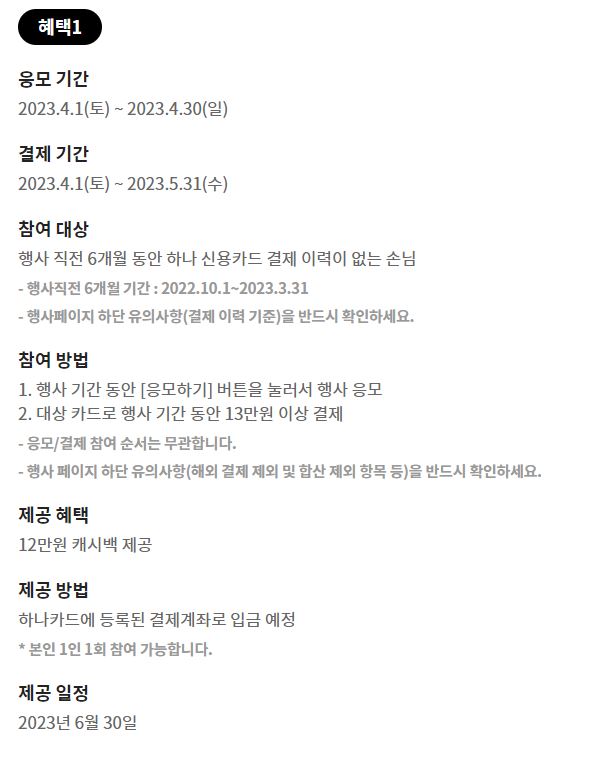 혜택1
응모 기간
2023.4.1(토) ~ 2023.4.30(일)
결제 기간
2023.4.1(토) ~ 2023.5.31(수)
참여 대상
행사 직전 6개월 동안 하나 신용카드 결제 이력이 없는 손님
- 행사직전 6개월 기간 : 2022.10.1~2023.3.31
- 행사페이지 하단 유의사항(결제 이력 기준)을 반드시 확인하세요.
참여 방법
1. 행사 기간 동안 [응모하기] 버튼을 눌러서 행사 응모
2. 대상 카드로 행사 기간 동안 13만원 이상 결제
- 응모/결제 참여 순서는 무관합니다.
- 행사 페이지 하단 유의사항(해외 결제 제외 및 합산 제외 항목 등)을 반드시 확인하세요.
제공 혜택
12만원 캐시백 제공
제공 방법
하나카드에 등록된 결제계좌로 입금 예정
* 본인 1인 1회 참여 가능합니다.
제공 일정
2023년 6월 30일